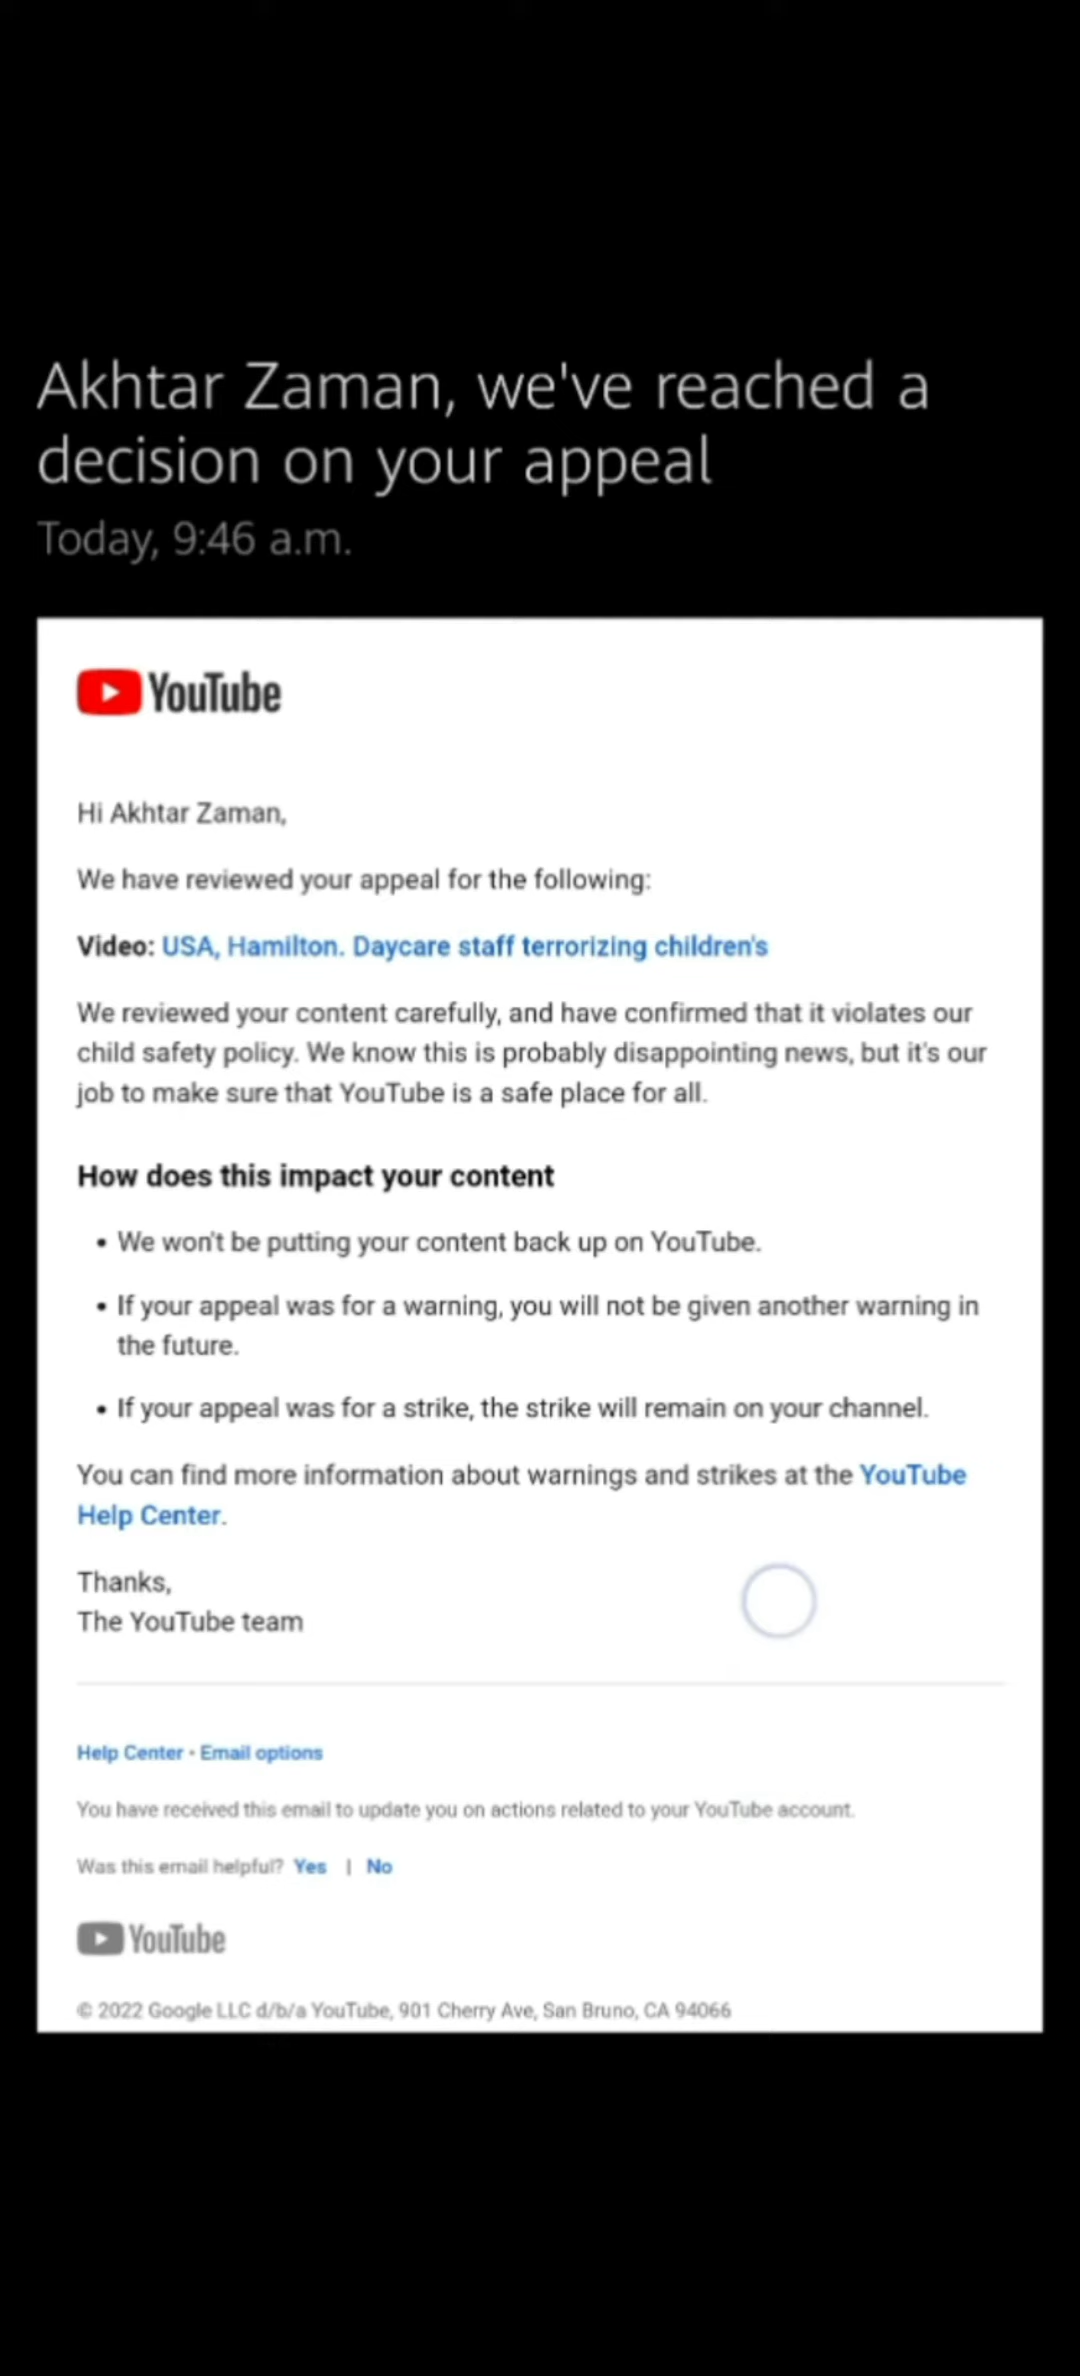 Akhtar Zaman, we've reached a
decision on your appeal
Today, 9:46 a.m.
YouTube
Hi Akhtar Zaman,
We have reviewed your appeal for the following:
Video: USA, Hamilton. Daycare staff terrorizing children's
We reviewed your content carefully, and have confirmed that it violates our
child safety policy. We know this is probably disappointing news, but it's our
job to make sure that YouTube is a safe place for all.
How does this impact your content
• We won't be putting your content back up on YouTube.
• If your appeal was for a warning, you will not be given another warning in
the future.
• If your appeal was for a strike, the strike will remain on your channel.
You can find more information about warnings and strikes at the YouTube
Help Center.
Thanks,
The YouTube team
Help Center • Email options
You have received this email to update you on actions related to your YouTube account.
Was this email helpful? Yes | No
YouTube
© 2022 Google LLC d/b/a YouTube, 901 Cherry Ave, San Bruno, CA 94066